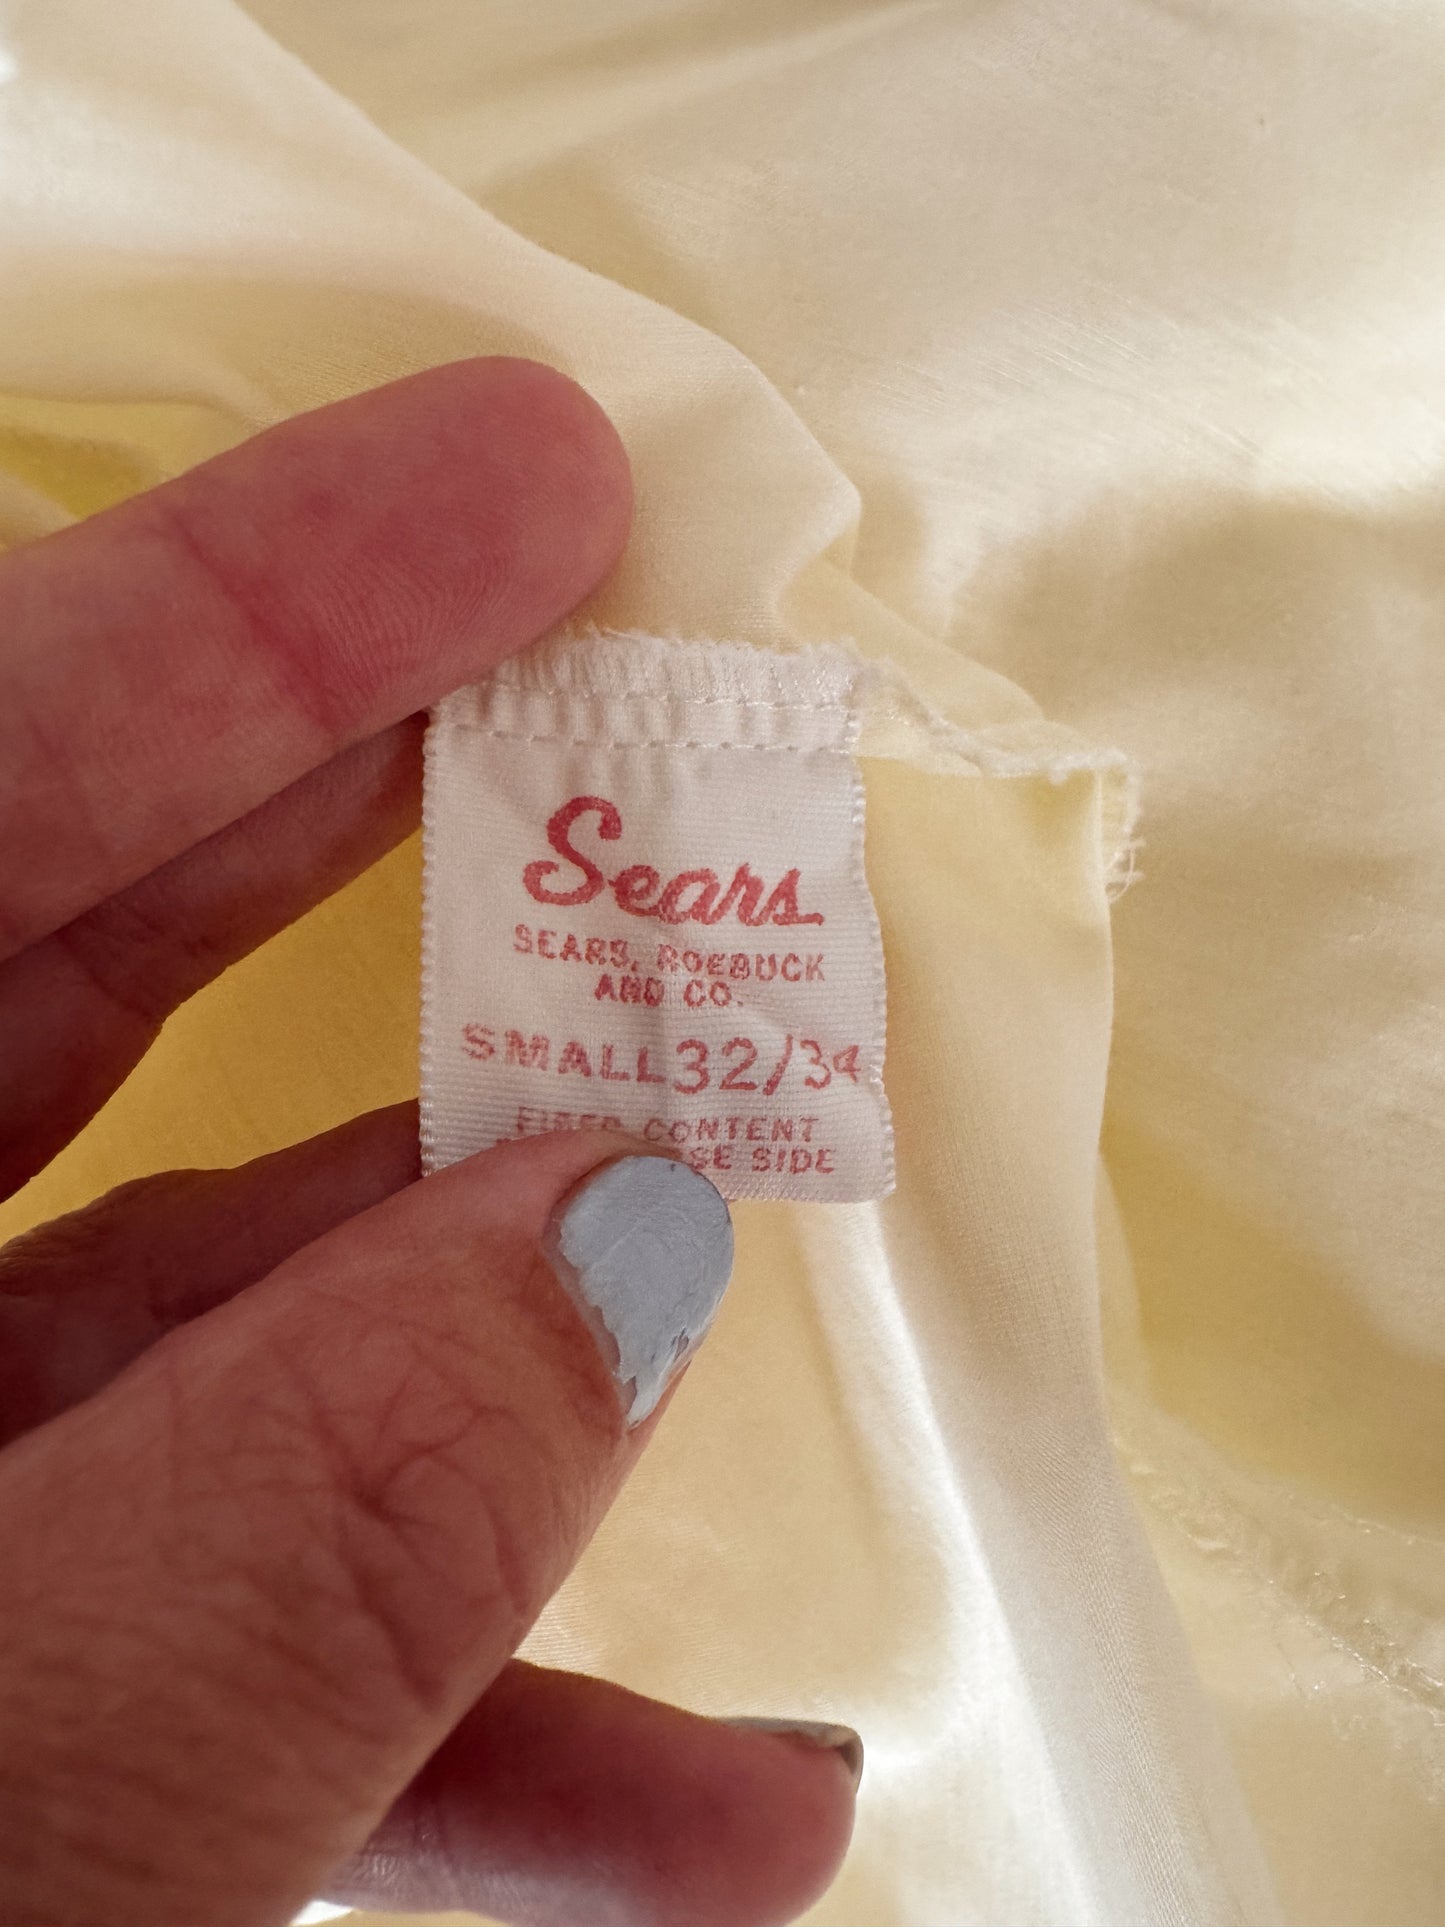 Sears
SEARS, ROEBUCK
AND CO.
SMALL 32/34
FIBER CONTENT
SIDE